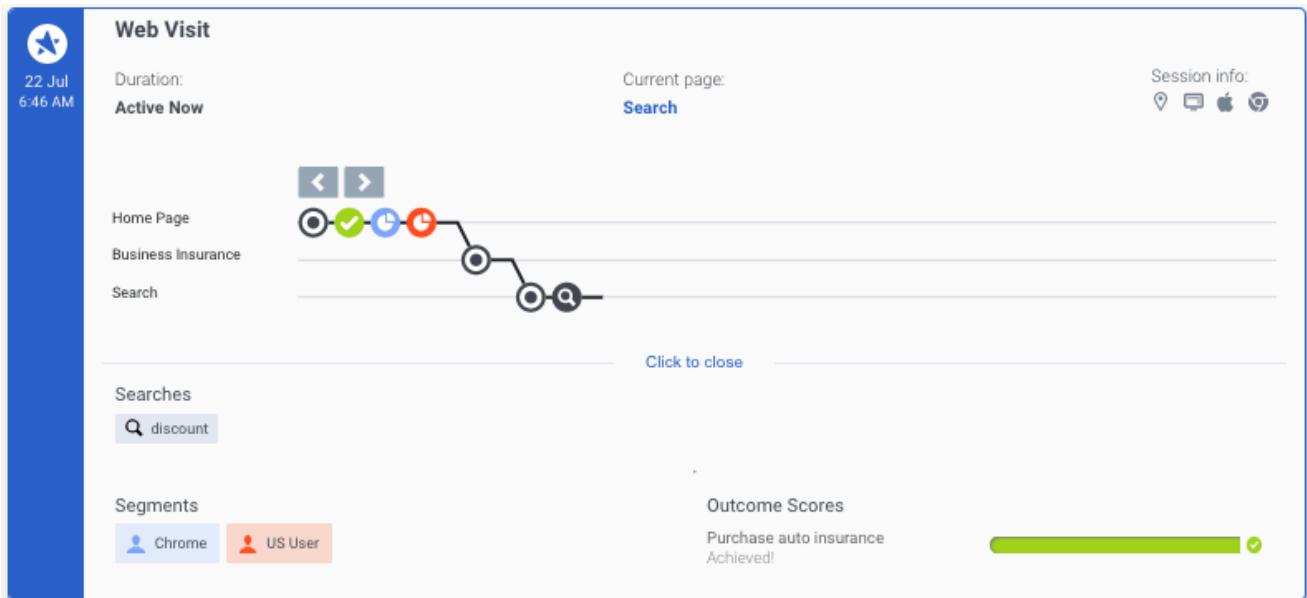 Web Visit
22 Jul
6:46 AM
Duration:
Active Now
Current page:
Search
Session info:
Home Page
Business Insurance
Search
Click to close
Searches
discount
Segments
Chrome
US User
Outcome Scores
Purchase auto insurance
Achieved!